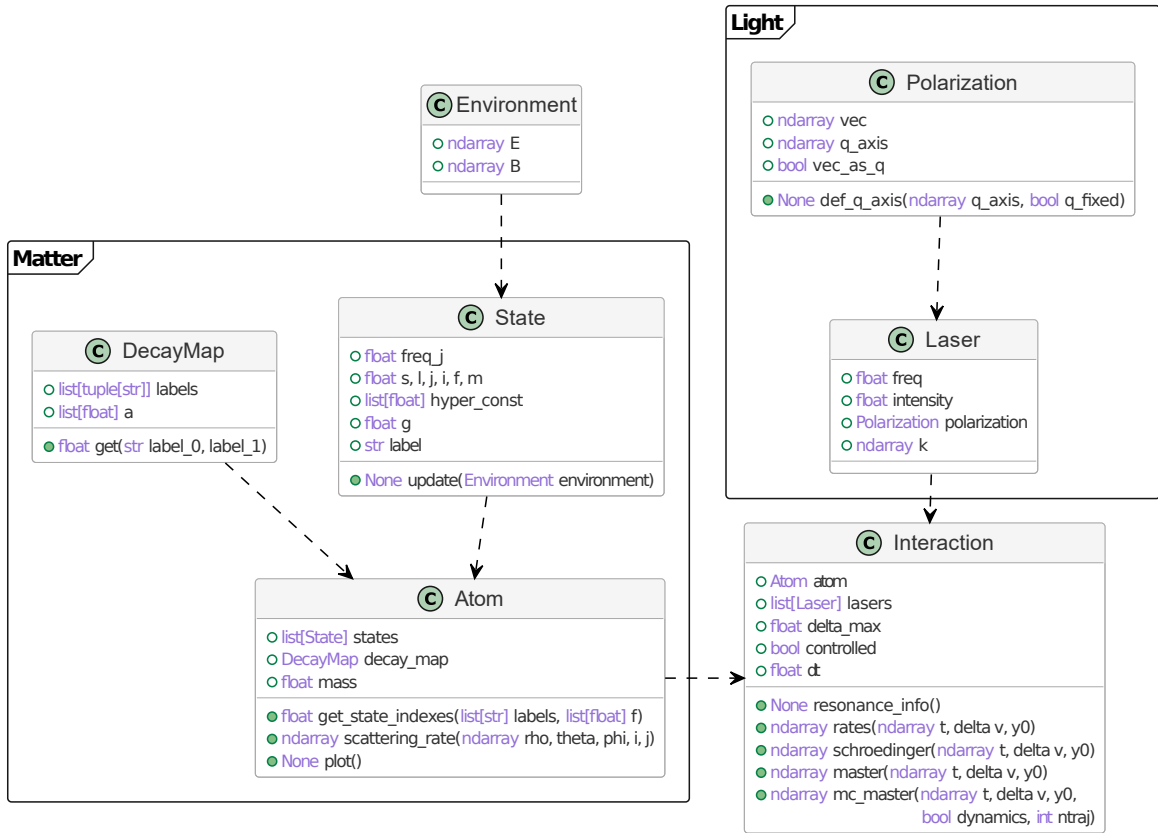 Light
C Polarization
ndarray vec
ndarray q_axis
bool vec_as_q
None def_q_axis(ndarray q_axis, bool q_fixed)
C Environment
ndarray E
ndarray B
Matter
C State
float freq_j
float s, l, j, i, f, m
list[float] hyper_const
float g
str label
None update(Environment environment)
C DecayMap
list[tuple[str]] labels
list[float] a
float get(str label_0, label_1)
C Laser
float freq
float intensity
Polarization polarization
ndarray k
C Atom
list[State] states
DecayMap decay_map
float mass
float get_state_indexes(list[str] labels, list[float] f)
ndarray scattering_rate(ndarray rho, theta, phi, i, j)
None plot()
C Interaction
Atom atom
list[Laser] lasers
float delta_max
bool controlled
float dt
None resonance_info()
ndarray rates(ndarray t, delta v, y0)
ndarray schroedinger(ndarray t, delta v, y0)
ndarray master(ndarray t, delta v, y0)
ndarray mc_master(ndarray t, delta v, y0,
bool dynamics, int ntraj)